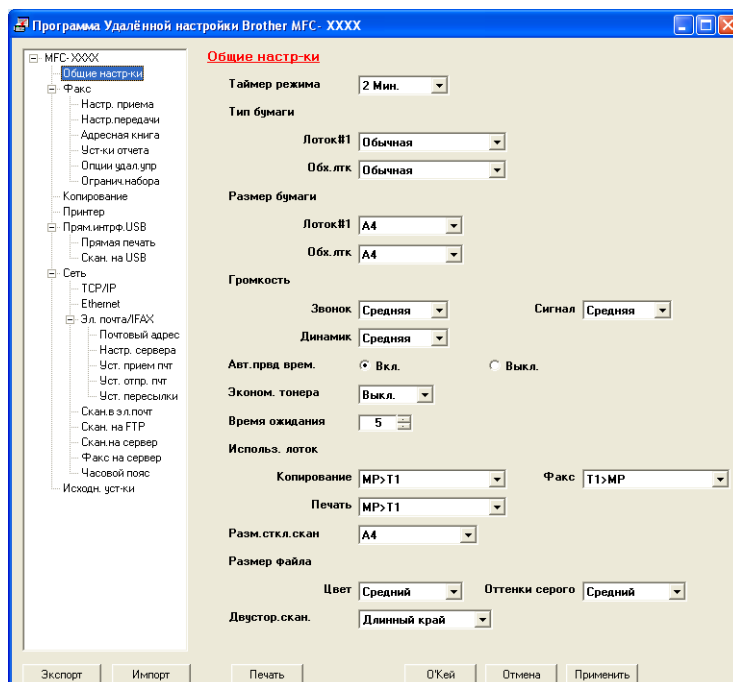 Программа Удалённой настройки Brother MFC- XXXX
MFC-XXXX
Общие настр-ки
Факс
Настр. приема
Настр.передачи
Адресная книга
Уст-ки отчета
Опции удал.упр
Огранич.набора
Копирование
Принтер
Прям.интрф.USB
Прямая печать
Скан. на USB
Сеть
TCP/IP
Ethernet
Эл. почта/IFAX
Почтовый адрес
Настр. сервера
Уст. прием пчт
Уст. отпр. пчт
Уст. пересылки
Скан.в эл.почт
Скан. на FTP
Скан.на сервер
Факс на сервер
Часовой пояс
Исходн. уст-ки
Общие настр-ки
Таймер режима 2 Мин.
Тип бумаги
Лоток#1 Обычная
Обх.лтк Обычная
Размер бумаги
Лоток#1 A4
Обх.лтк A4
Громкость
Звонок Средняя Сигнал Средняя
Динамик Средняя
Авт.првд врем. Вкл. Выкл.
Эконом. тонера Выкл.
Время ожидания 5
Использ. лоток
Копирование MP>T1 Факс T1>MP
Печать MP>T1
Разм.сткл.скан A4
Размер файла
Цвет Средний Оттенки серого Средний
Двустор.скан. Длинный край
Экспорт Импорт Печать О'Кей Отмена Применить